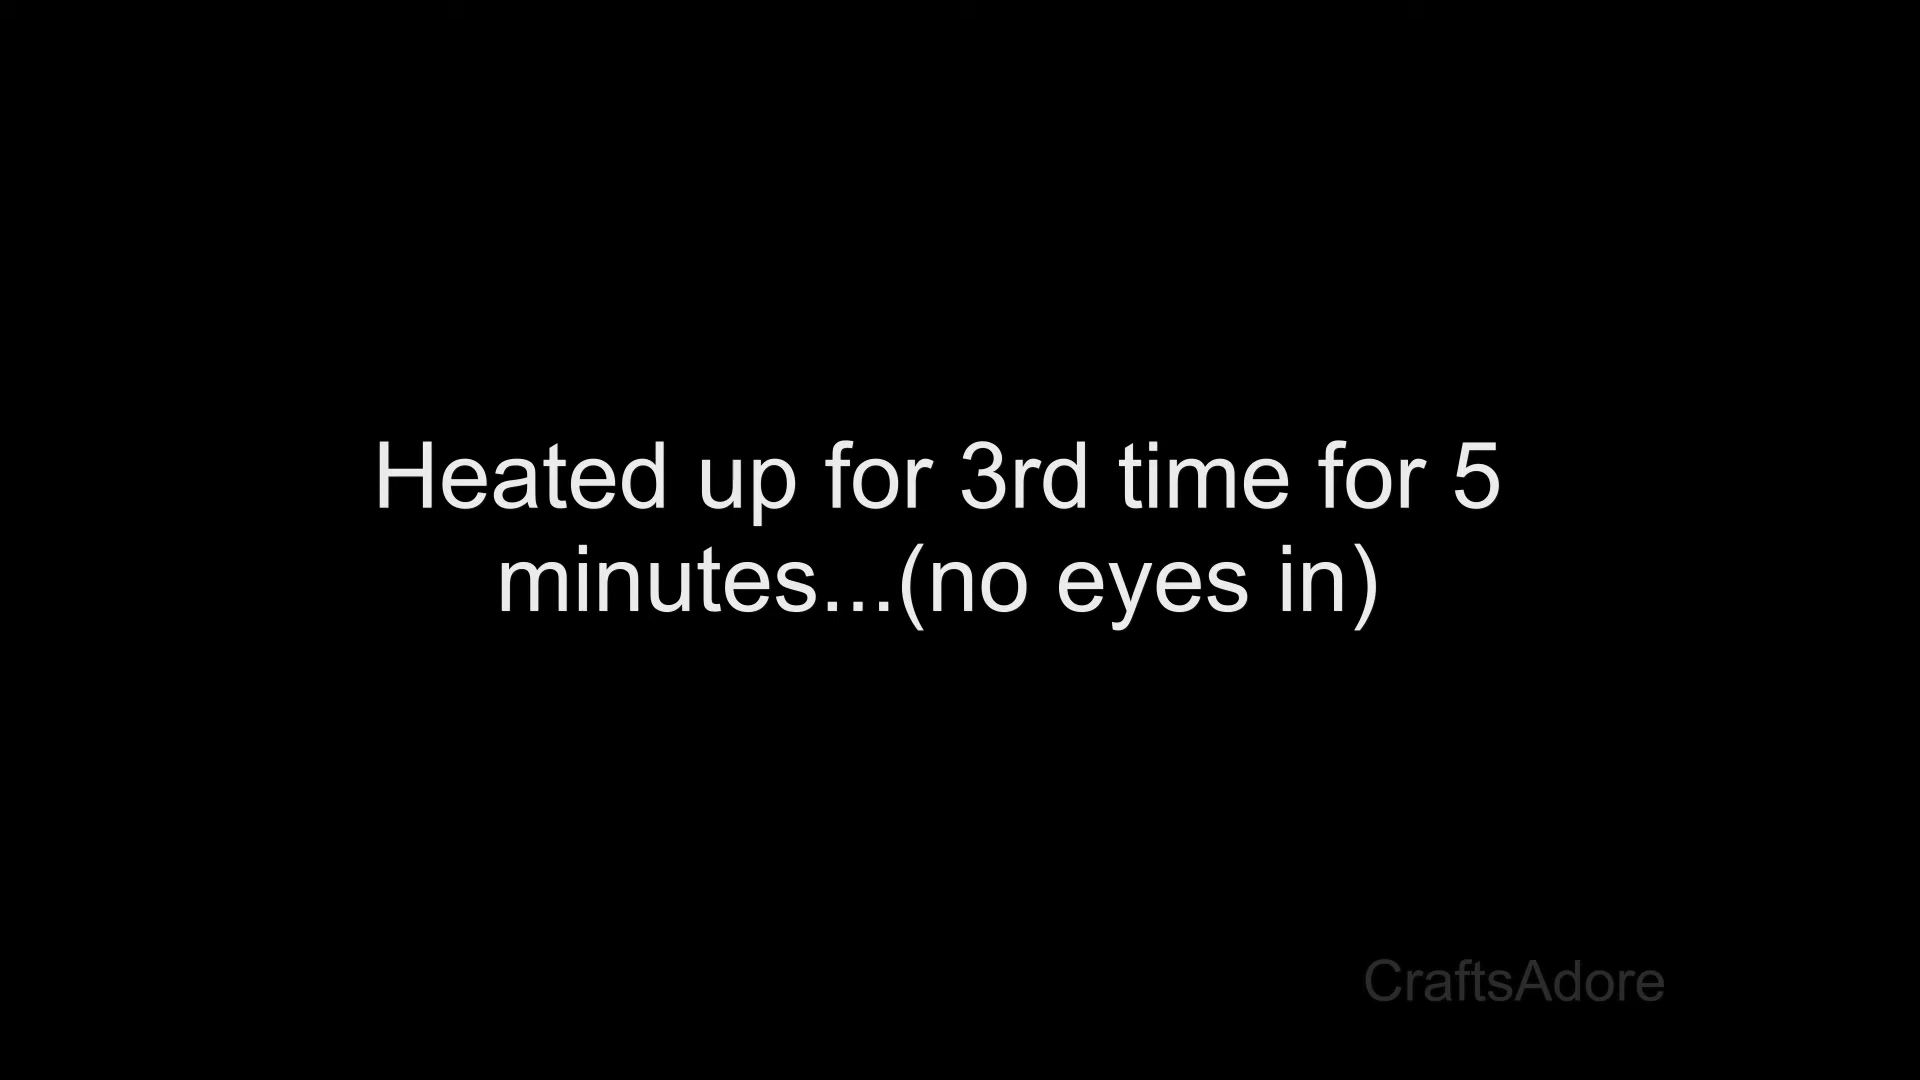 Heated up for 3rd time for 5
minutes...(no eyes in)
CraftsAdore